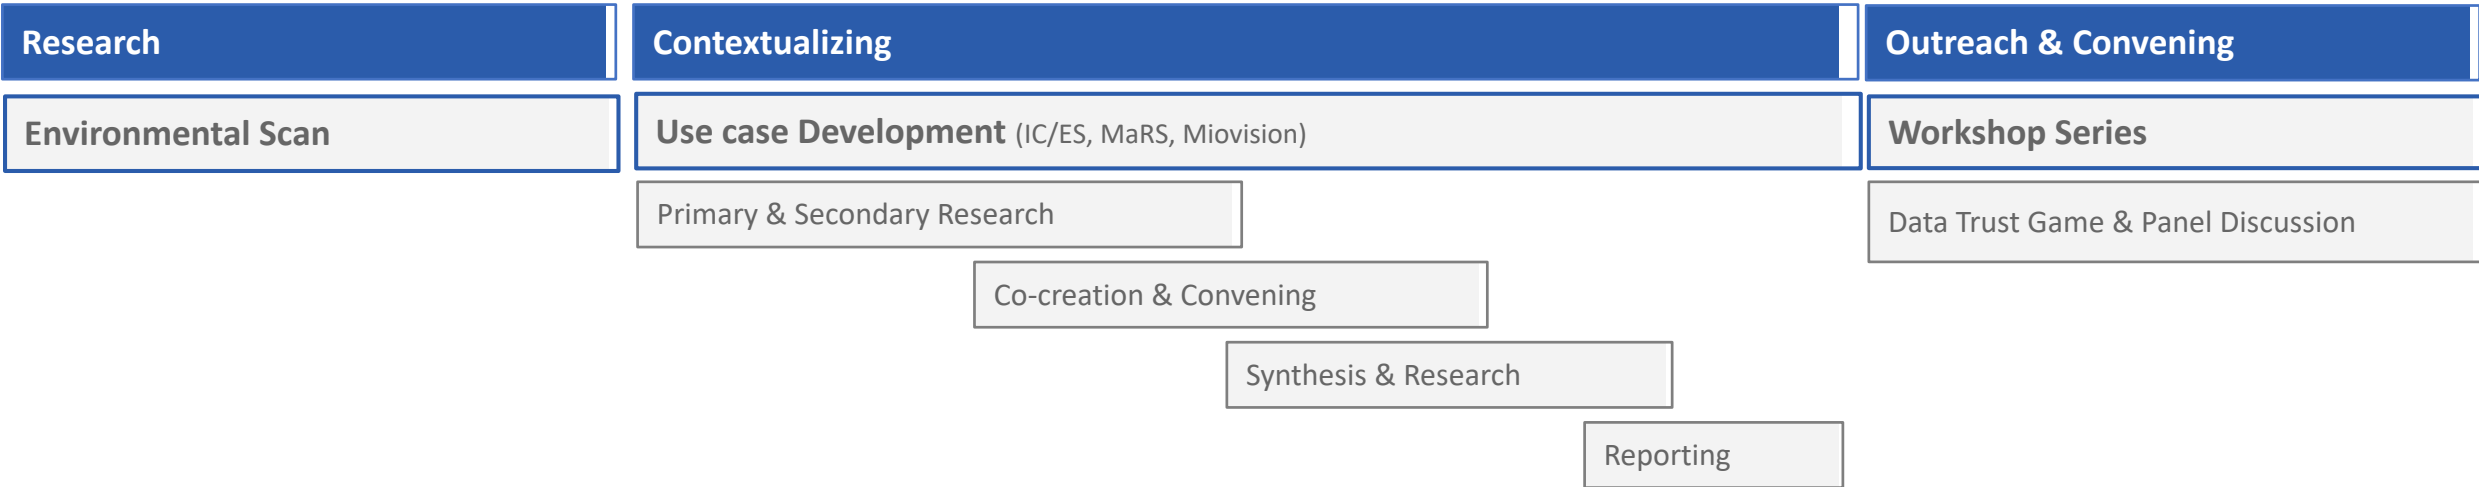 Research
Contextualizing
Outreach & Convening
Environmental Scan
Use case Development (IC/ES, MaRS, Miovision)
Workshop Series
Primary & Secondary Research
Data Trust Game & Panel Discussion
Co-creation & Convening
Synthesis & Research
Reporting